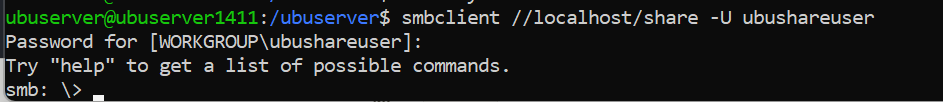 ubuserver@ubuserver1411:/ubuserver$ smbclient //localhost/share -U ubushareuser
Password for [WORKGROUP\ubushareuser]:
Try "help" to get a list of possible commands.
smb: \>